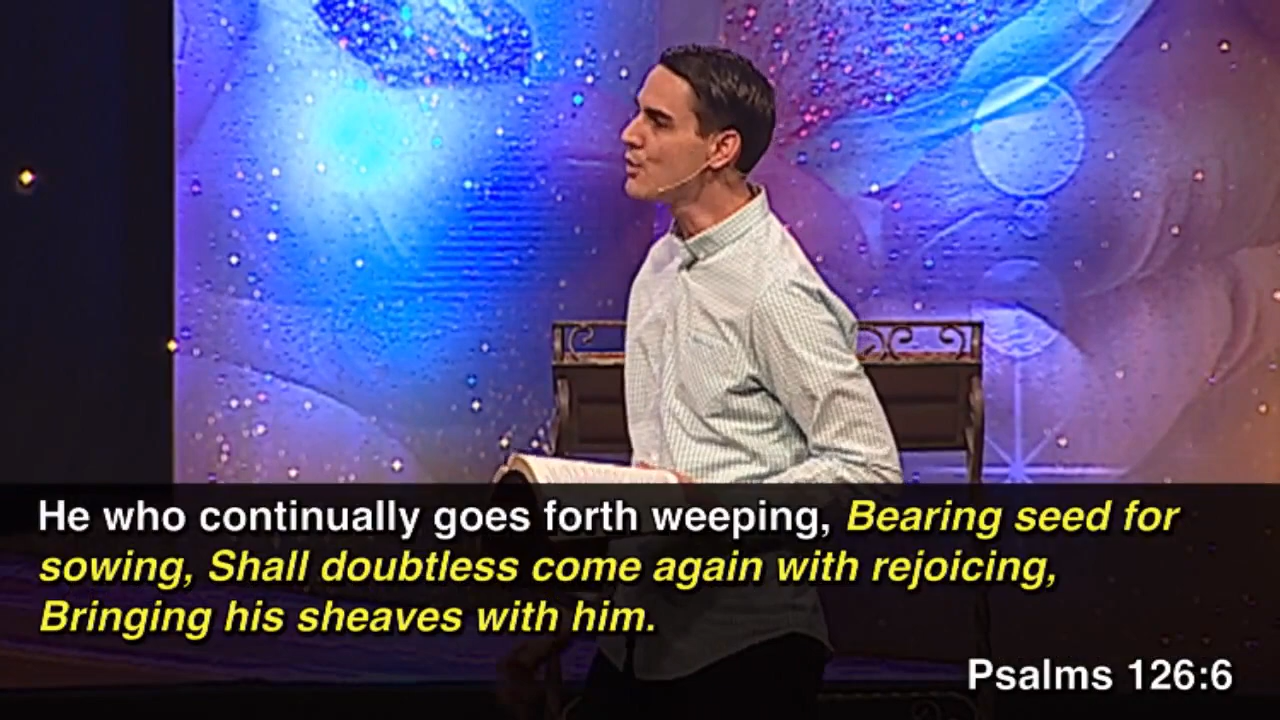 He who continually goes forth weeping, Bearing seed for
sowing, Shall doubtless come again with rejoicing,
Bringing his sheaves with him.
Psalms 126:6